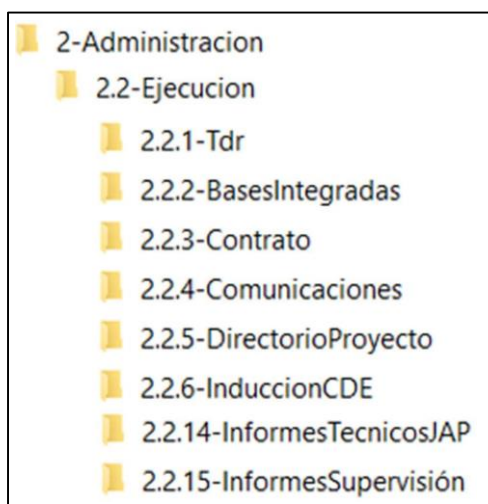 2-Administracion
2.2-Ejecucion
2.2.1-Tdr
2.2.2-BasesIntegradas
2.2.3-Contrato
2.2.4-Comunicaciones
2.2.5-DirectorioProyecto
2.2.6-InduccionCDE
2.2.14-InformesTecnicosJAP
2.2.15-InformesSupervisión